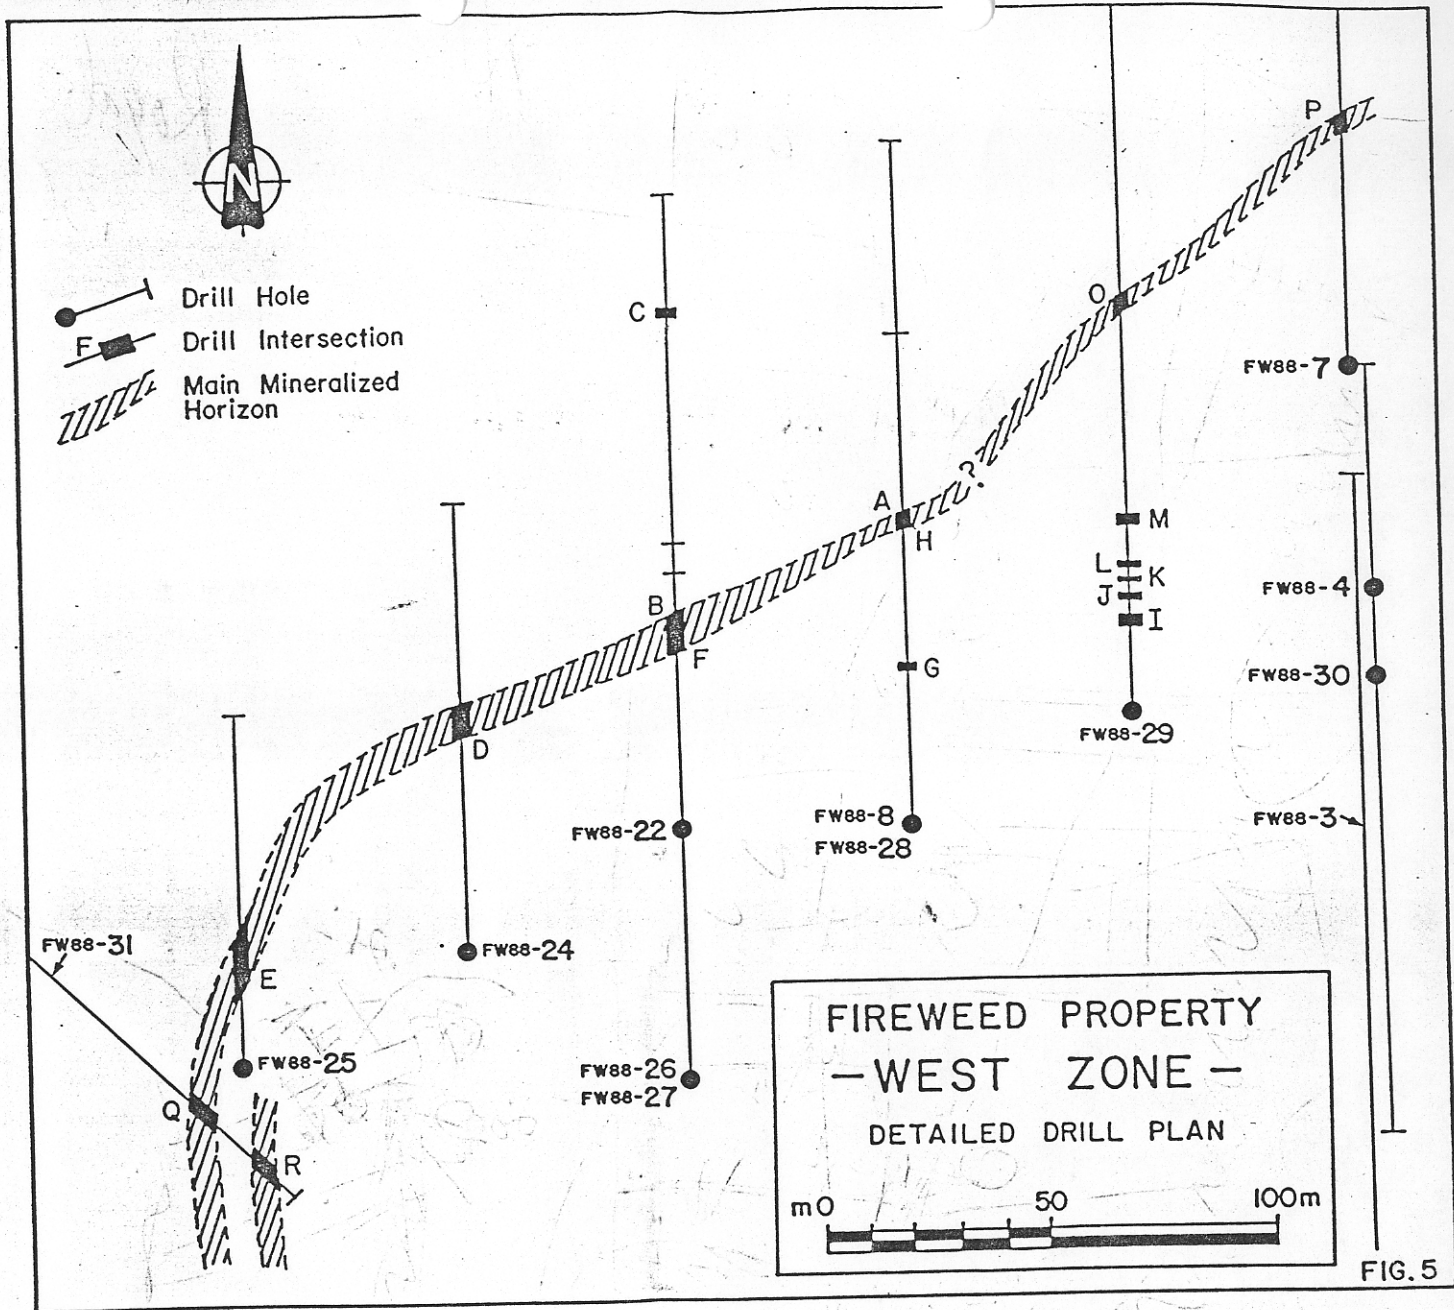 N
Drill Hole
F
Drill Intersection
Main Mineralized
Horizon
P
C
O
FW88-7
A
H
?
M
L
K
J
I
FW88-4
B
F
G
FW88-30
D
FW88-29
FW88-22
FW88-8
FW88-28
FW88-3
FW88-31
FW88-24
E
FW88-25
FW88-26
FW88-27
Q
R
FIREWEED PROPERTY
-WEST ZONE-
DETAILED DRILL PLAN
m0 50 100m
FIG.5